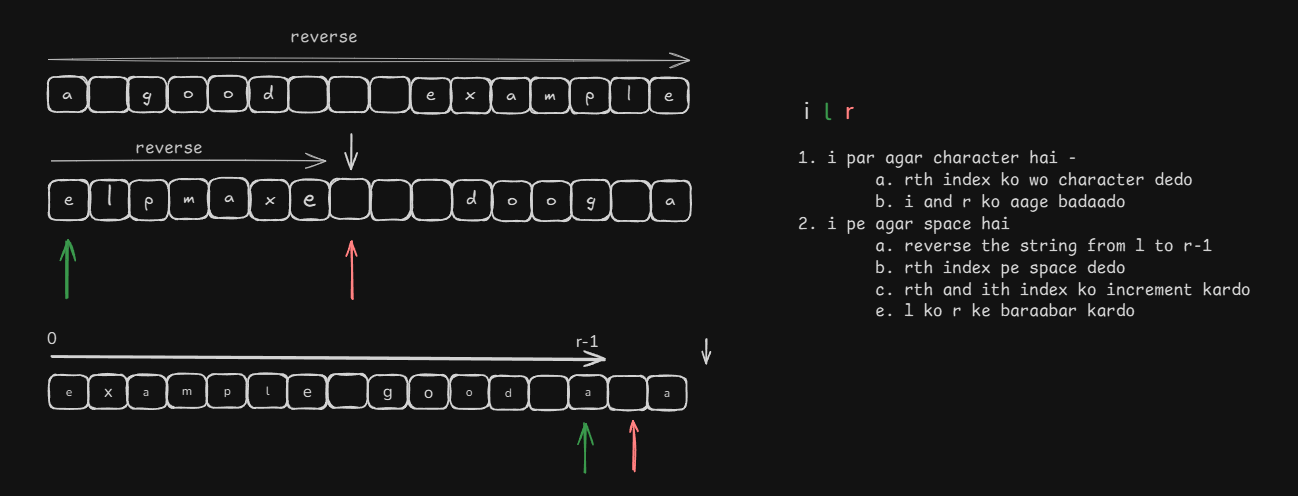 reverse
a g o o d e x a m p l e
i l r
reverse
1. i par agar character hai -
a. rth index ko wo character dedo
b. i and r ko aage badaado
e l p m a x e d o o g a
2. i pe agar space hai
a. reverse the string from l to r-1
b. rth index pe space dedo
c. rth and ith index ko increment kardo
e. l ko r ke baraabar kardo
0 r-1
e x a m p l e g o o d a a